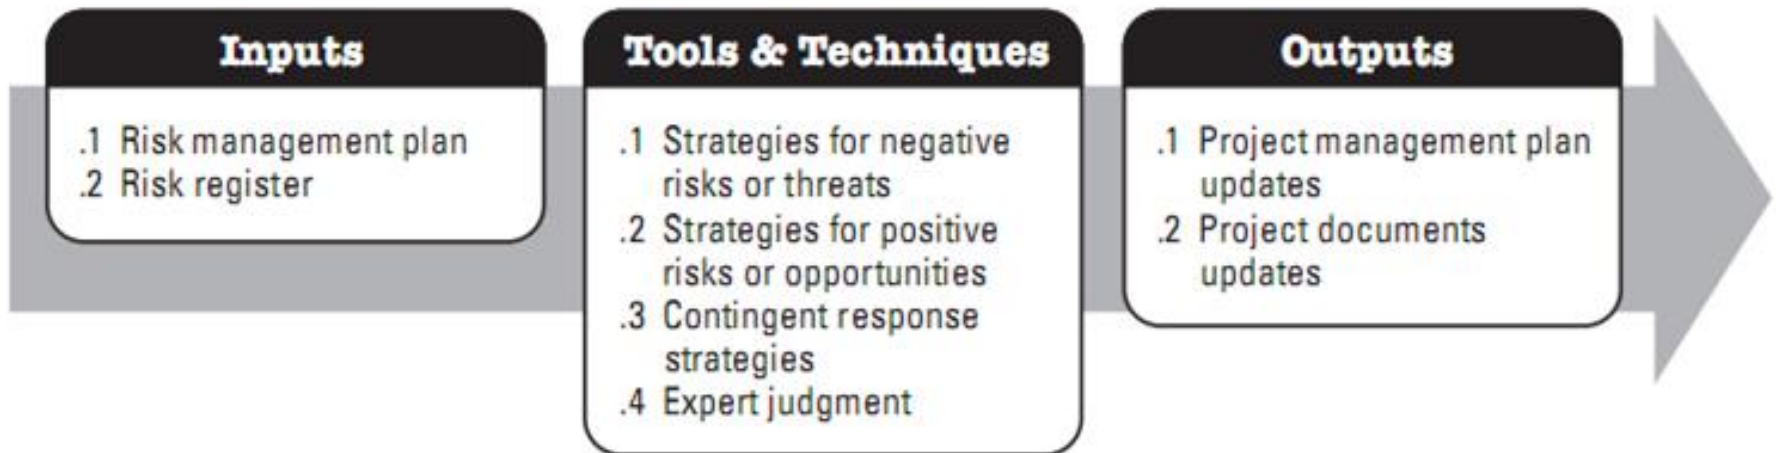 Inputs
.1 Risk management plan
.2 Risk register
Tools & Techniques
.1 Strategies for negative
risks or threats
.2 Strategies for positive
risks or opportunities
.3 Contingent response
strategies
.4 Expert judgment
Outputs
.1 Project management plan
updates
.2 Project documents
updates